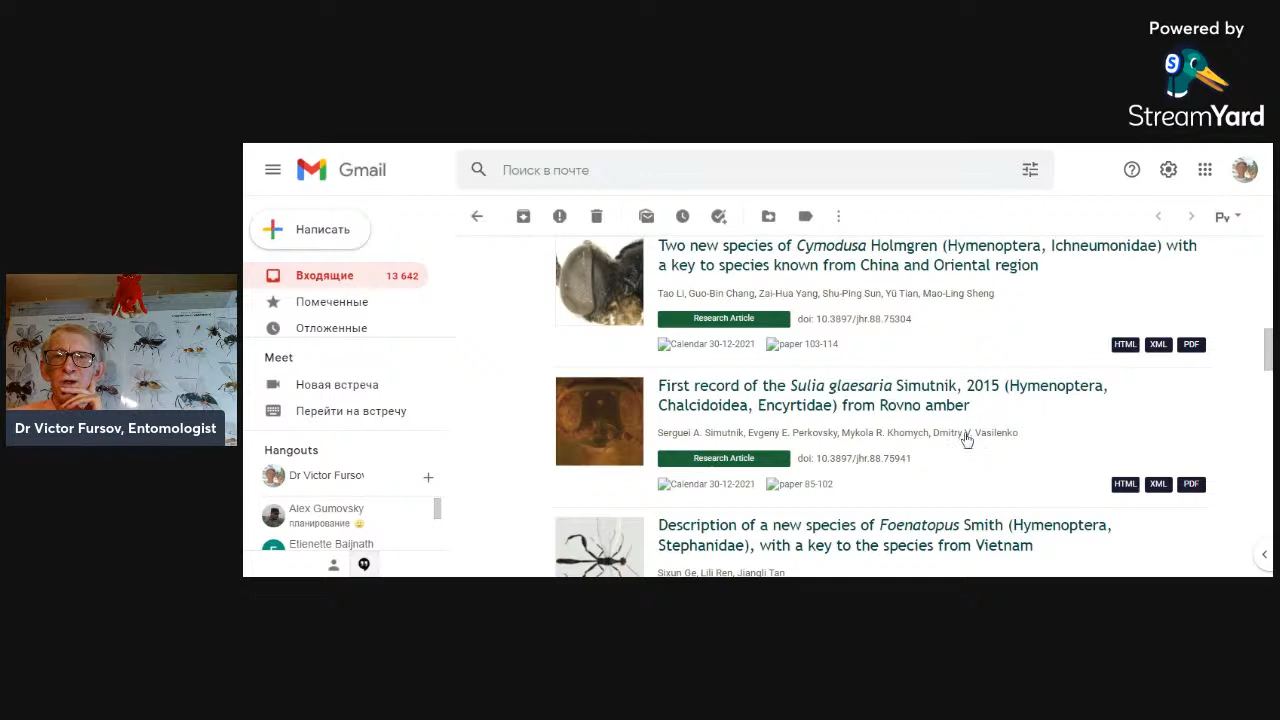 Powered by
StreamYard
Gmail
Поиск в почте
Написать
Входящие 13 642
Помеченные
Отложенные
Meet
Новая встреча
Перейти на встречу
Hangouts
Dr Victor Fursov
Alex Gumovsky
планирование
Etienette Baijnath
Ру
Two new species of Cymodusa Holmgren (Hymenoptera, Ichneumonidae) with
a key to species known from China and Oriental region
Tao Li, Guo-Bin Chang, Zai-Hua Yang, Shu-Ping Sun, Yü Tian, Mao-Ling Sheng
Research Article doi: 10.3897/jhr.88.75304
Calendar 30-12-2021 paper 103-114 HTML XML PDF
First record of the Sulia glaesaria Simutnik, 2015 (Hymenoptera,
Chalcidoidea, Encyrtidae) from Rovno amber
Serguei A. Simutnik, Evgeny E. Perkovsky, Mykola R. Khomych, Dmitry V. Vasilenko
Research Article doi: 10.3897/jhr.88.75941
Calendar 30-12-2021 paper 85-102 HTML XML PDF
Description of a new species of Foenatopus Smith (Hymenoptera,
Stephanidae), with a key to the species from Vietnam
Sixun Ge, Lili Ren, Jiangli Tan
Dr Victor Fursov, Entomologist